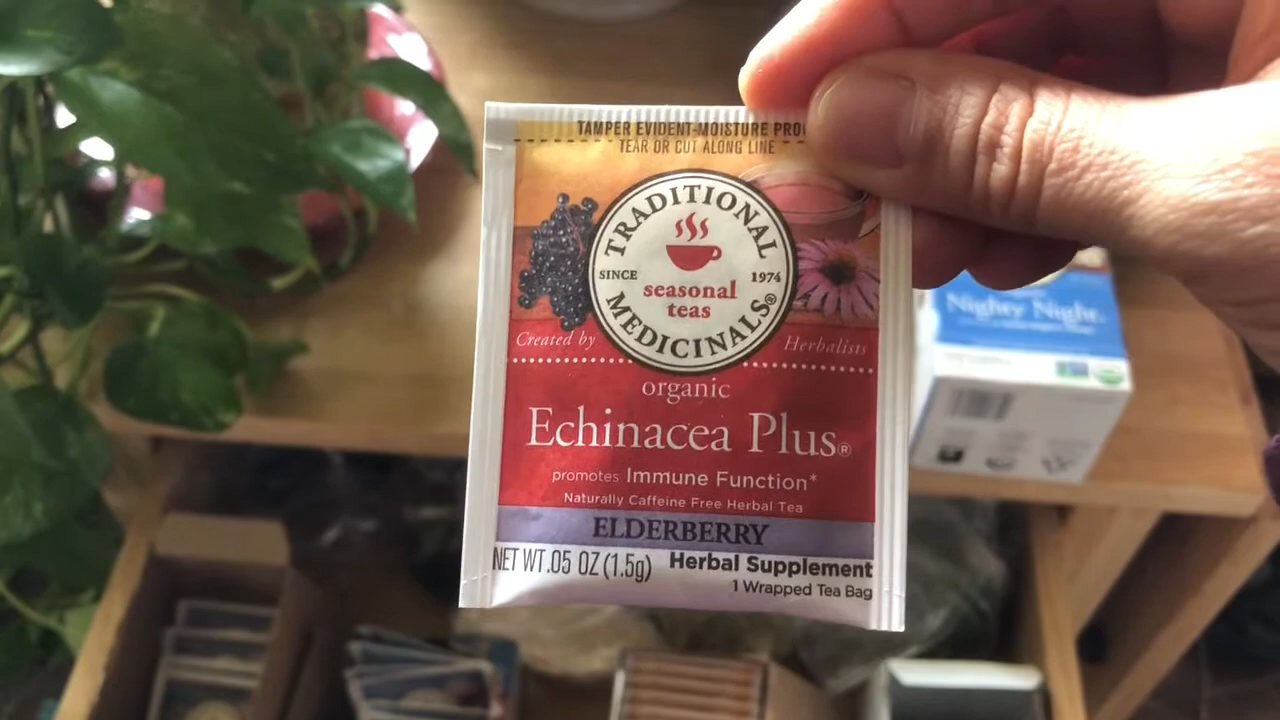 TAMPER EVIDENT-MOISTURE
TEAR OR CUT ALONG LINE
TRADITIONAL
SINCE 1974
seasonal
teas
MEDICINALS®
Created by Herbalists
organic
Echinacea Plus®
promotes Immune Function*
Naturally Caffeine Free Herbal Tea
ELDERBERRY
NET WT .05 OZ (1.5g) Herbal Supplement
1 Wrapped Tea Bag
Nighty Night